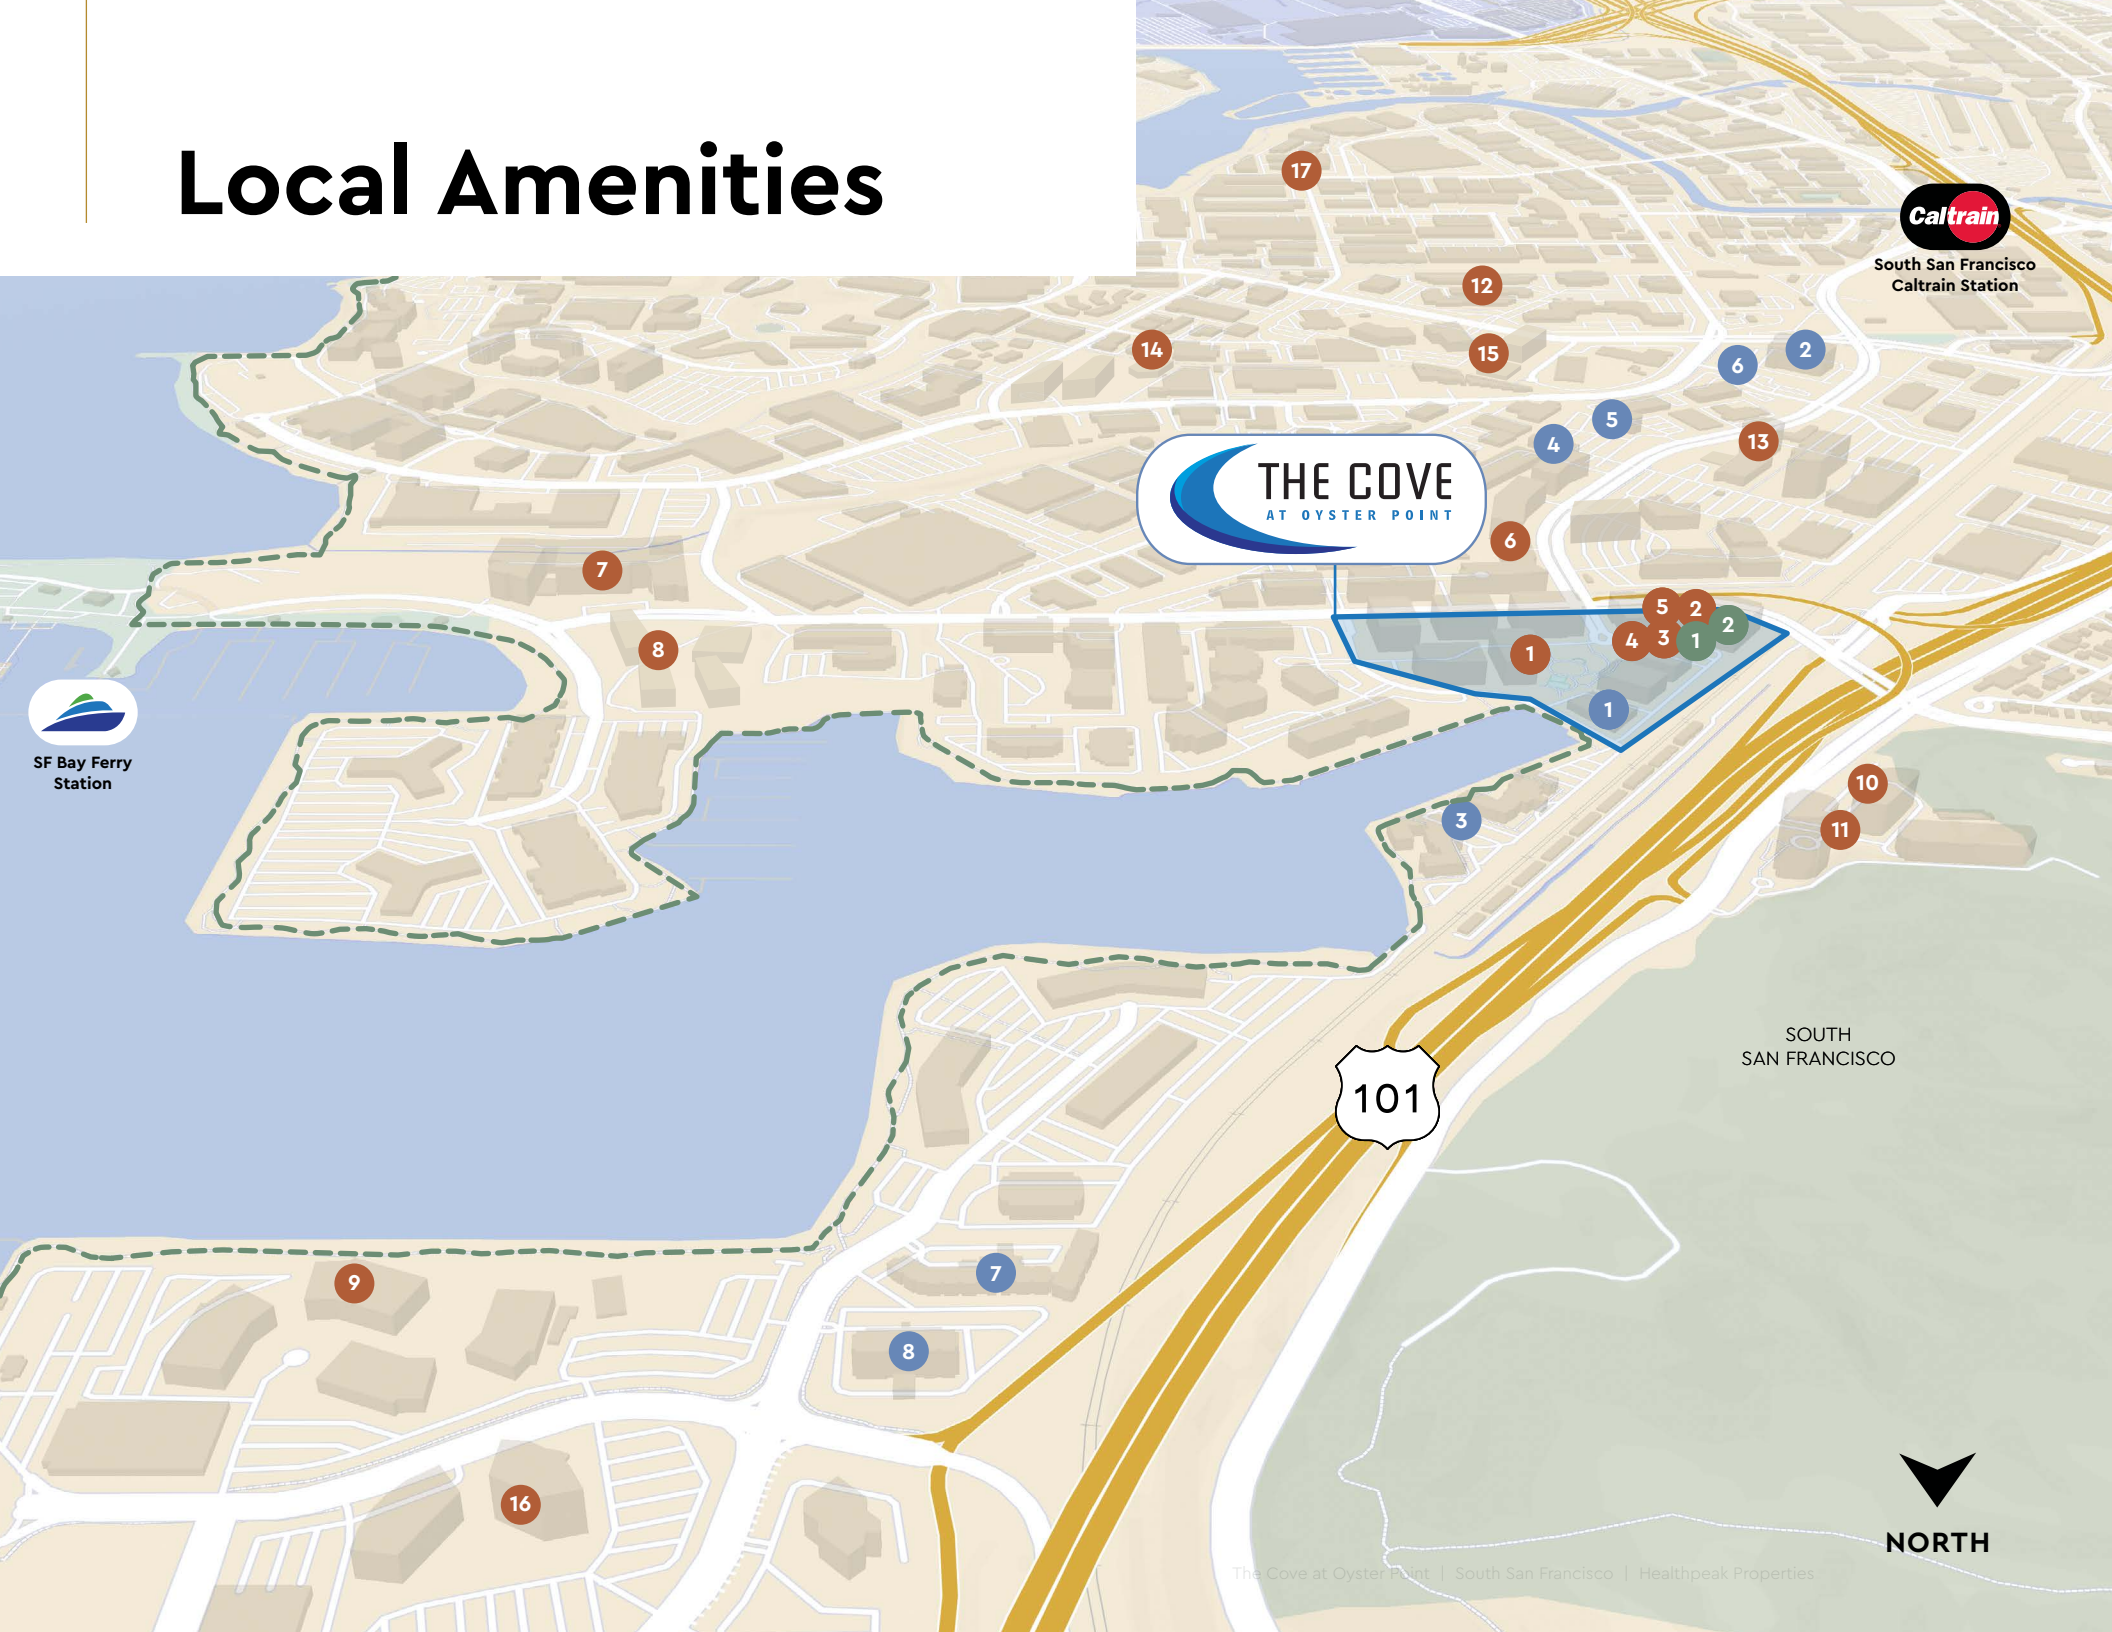 Local Amenities
17
Caltrain
South San Francisco
Caltrain Station
12
14
15
6
2
5
4
13
THE COVE
AT OYSTER POINT
6
7
5
2
2
4
3
1
1
8
1
SF Bay Ferry
Station
10
3
11
SOUTH
SAN FRANCISCO
101
7
9
8
16
NORTH
The Cove at Oyster Point | South San Francisco | Healthpeak Properties